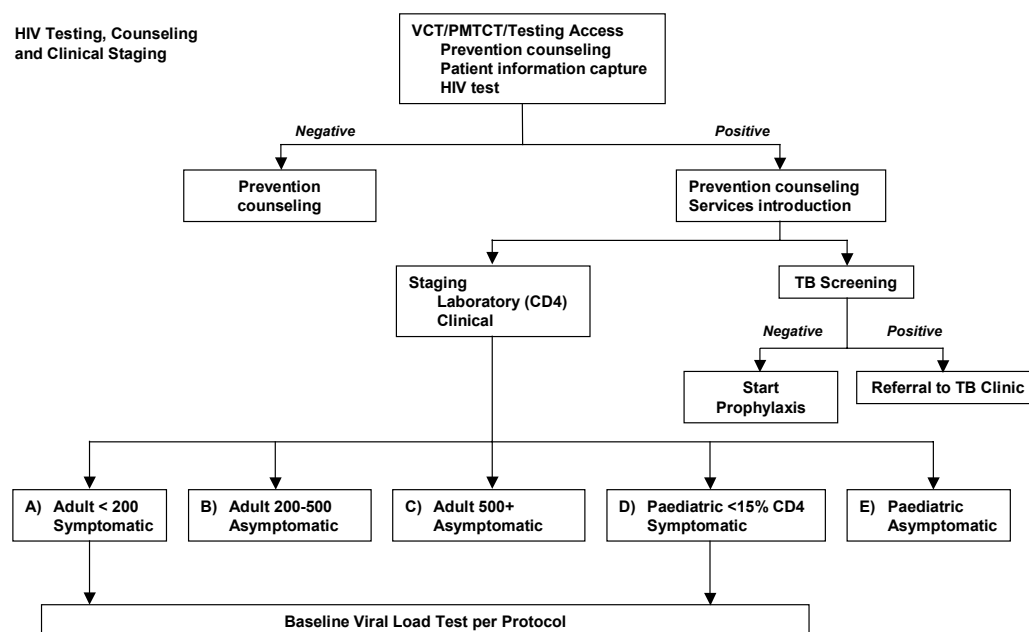 HIV Testing, Counseling
and Clinical Staging
VCT/PMTCT/Testing Access
Prevention counseling
Patient information capture
HIV test
Negative
Positive
Prevention
counseling
Prevention counseling
Services introduction
Staging
Laboratory (CD4)
Clinical
TB Screening
Negative
Positive
Start
Prophylaxis
Referral to TB Clinic
A) Adult < 200
Symptomatic
B) Adult 200-500
Asymptomatic
C) Adult 500+
Asymptomatic
D) Paediatric <15% CD4
Symptomatic
E) Paediatric
Asymptomatic
Baseline Viral Load Test per Protocol